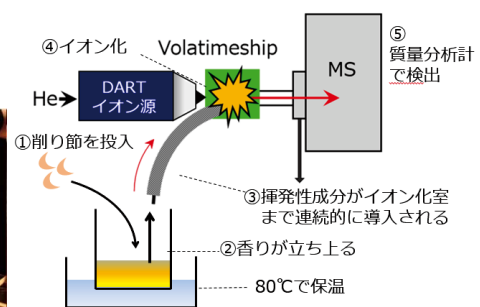 ④イオン化
Volatimeship
⑤
質量分析計
で検出
MS
DART
イオン源
He
①削り節を投入
③揮発性成分がイオン化室
まで連続的に導入される
②香りが立ち上る
80℃で保温